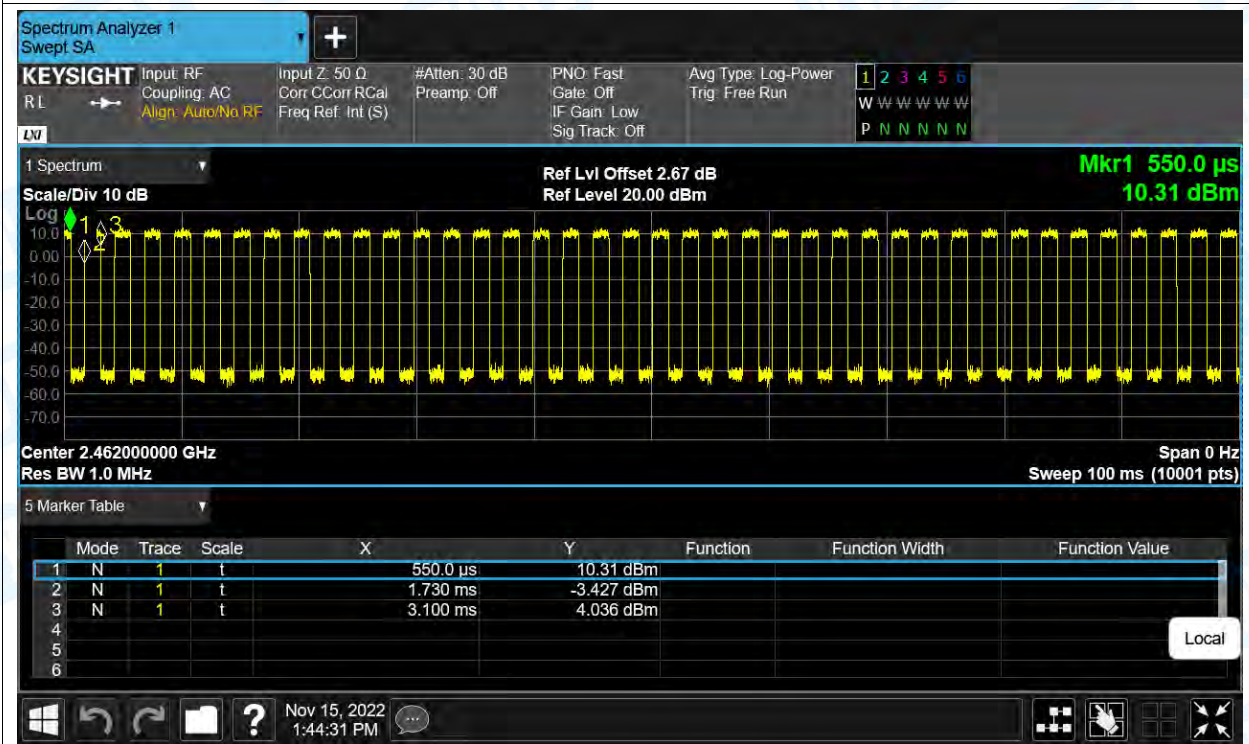 Spectrum Analyzer 1
Swept SA
+
KEYSIGHT Input: RF Input Z: 50 Ω #Atten: 30 dB PNO: Fast Avg Type: Log-Power 1 2 3 4 5 6
R L Coupling: AC Corr CCorr RCal Preamp: Off Gate: Off Trig: Free Run W W W W W W
Align: Auto/No RF Freq Ref: Int (S) IF Gain: Low
LXI Sig Track: Off P N N N N N
1 Spectrum
Ref Lvl Offset 2.67 dB Mkr1 550.0 µs
Scale/Div 10 dB Ref Level 20.00 dBm 10.31 dBm
Log
1 3
2
10.0
0.00
-10.0
-20.0
-30.0
-40.0
-50.0
-60.0
-70.0
Center 2.462000000 GHz Span 0 Hz
Res BW 1.0 MHz Sweep 100 ms (10001 pts)
5 Marker Table
Mode Trace Scale X Y Function Function Width Function Value
1 N 1 t 550.0 µs 10.31 dBm
2 N 1 t 1.730 ms -3.427 dBm
3 N 1 t 3.100 ms 4.036 dBm
4
5
6
Local
? Nov 15, 2022
1:44:31 PM